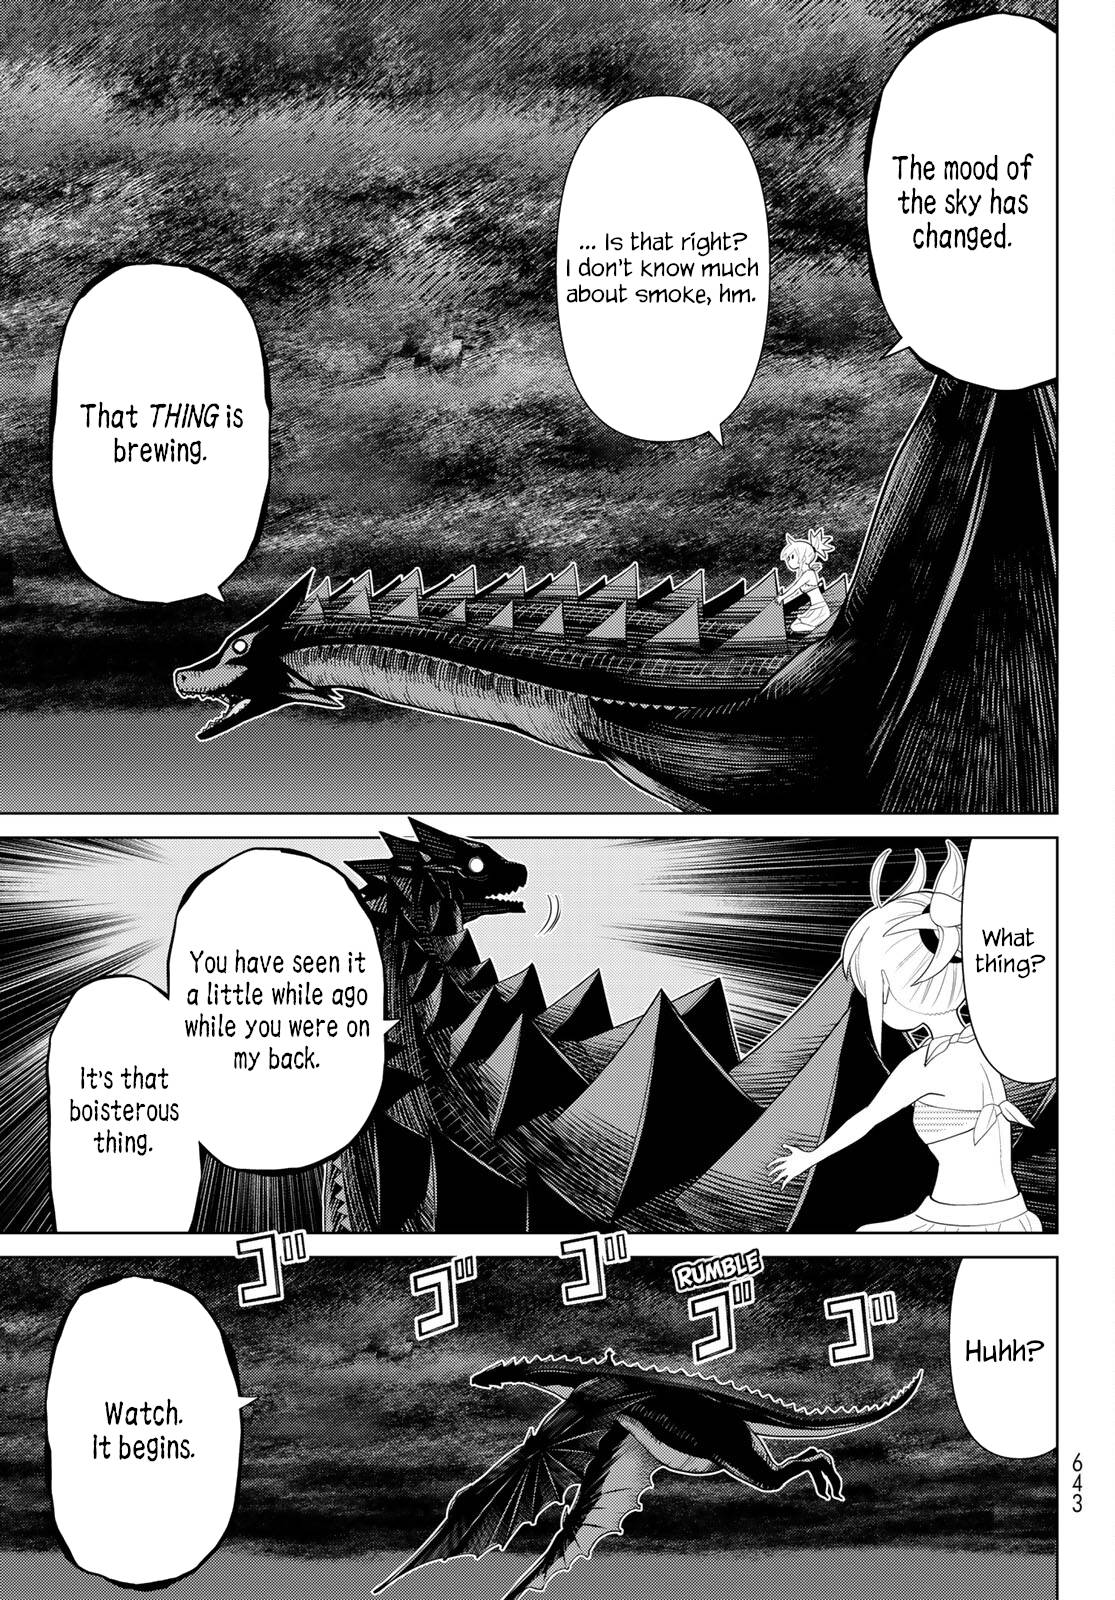 The mood of
the sky has
changed.
... Is that right?
I don't know much
about smoke, hm.
That THING is
brewing.
What
thing?
You have seen it
a little while ago
while you were on
my back.
It's that
boisterous
thing.
Huhh?
ゴ゛
ゴ゛
RUMBLE
ゴ゛
ゴ゛
ゴ゛
Watch.
It begins.
643